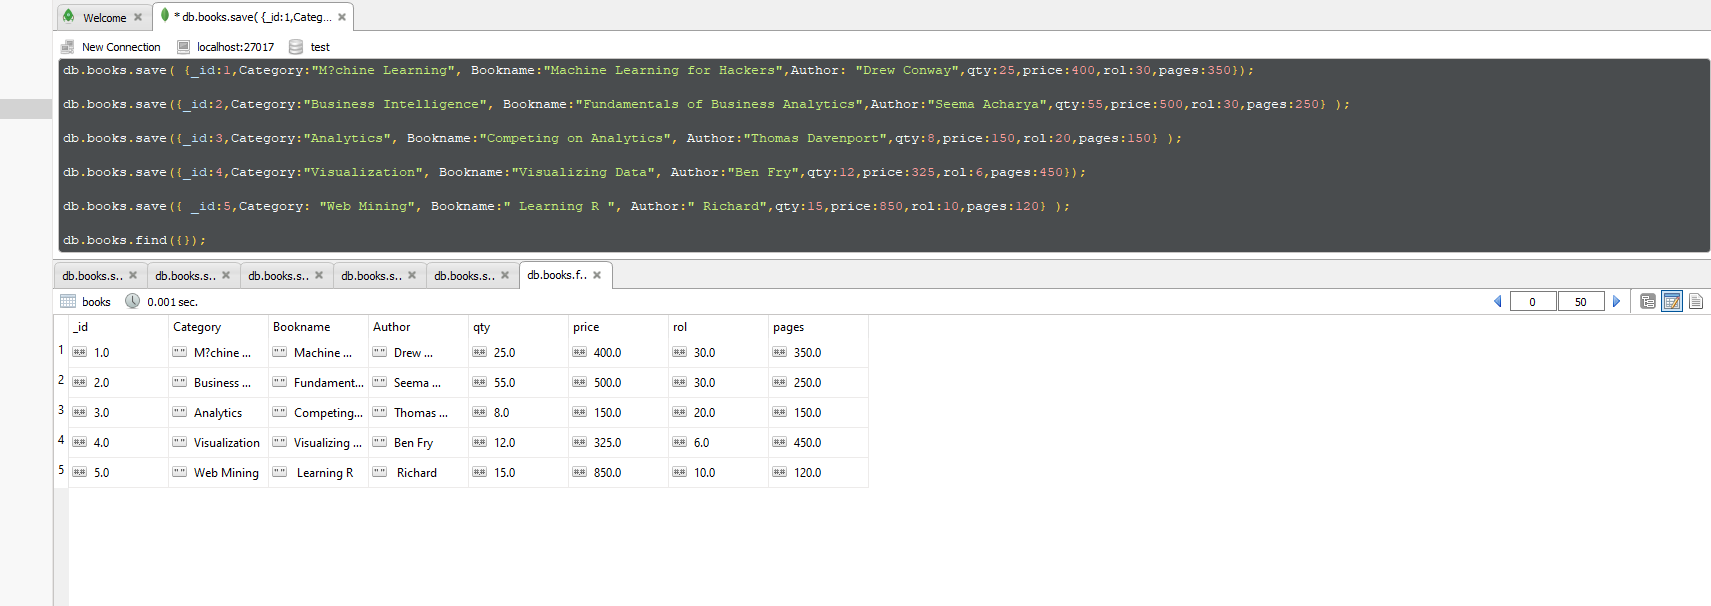 Welcome
* db.books.save( {_id:1,Categ...
New Connection localhost:27017 test
db.books.save( {_id:1,Category:"M?chine Learning", Bookname:"Machine Learning for Hackers",Author: "Drew Conway",qty:25,price:400,rol:30,pages:350});
db.books.save({_id:2,Category:"Business Intelligence", Bookname:"Fundamentals of Business Analytics",Author:"Seema Acharya",qty:55,price:500,rol:30,pages:250} );
db.books.save({_id:3,Category:"Analytics", Bookname:"Competing on Analytics", Author:"Thomas Davenport",qty:8,price:150,rol:20,pages:150} );
db.books.save({_id:4,Category:"Visualization", Bookname:"Visualizing Data", Author:"Ben Fry",qty:12,price:325,rol:6,pages:450});
db.books.save({ _id:5,Category: "Web Mining", Bookname:" Learning R ", Author:" Richard",qty:15,price:850,rol:10,pages:120} );
db.books.find({});
db.books.s.. db.books.s.. db.books.s.. db.books.s.. db.books.s.. db.books.f..
books 0.001 sec. 0 50
_id Category Bookname Author qty price rol pages
1 1.0 M?chine ... Machine ... Drew ... 25.0 400.0 30.0 350.0
2 2.0 Business ... Fundament... Seema ... 55.0 500.0 30.0 250.0
3 3.0 Analytics Competing... Thomas ... 8.0 150.0 20.0 150.0
4 4.0 Visualization Visualizing ... Ben Fry 12.0 325.0 6.0 450.0
5 5.0 Web Mining Learning R Richard 15.0 850.0 10.0 120.0